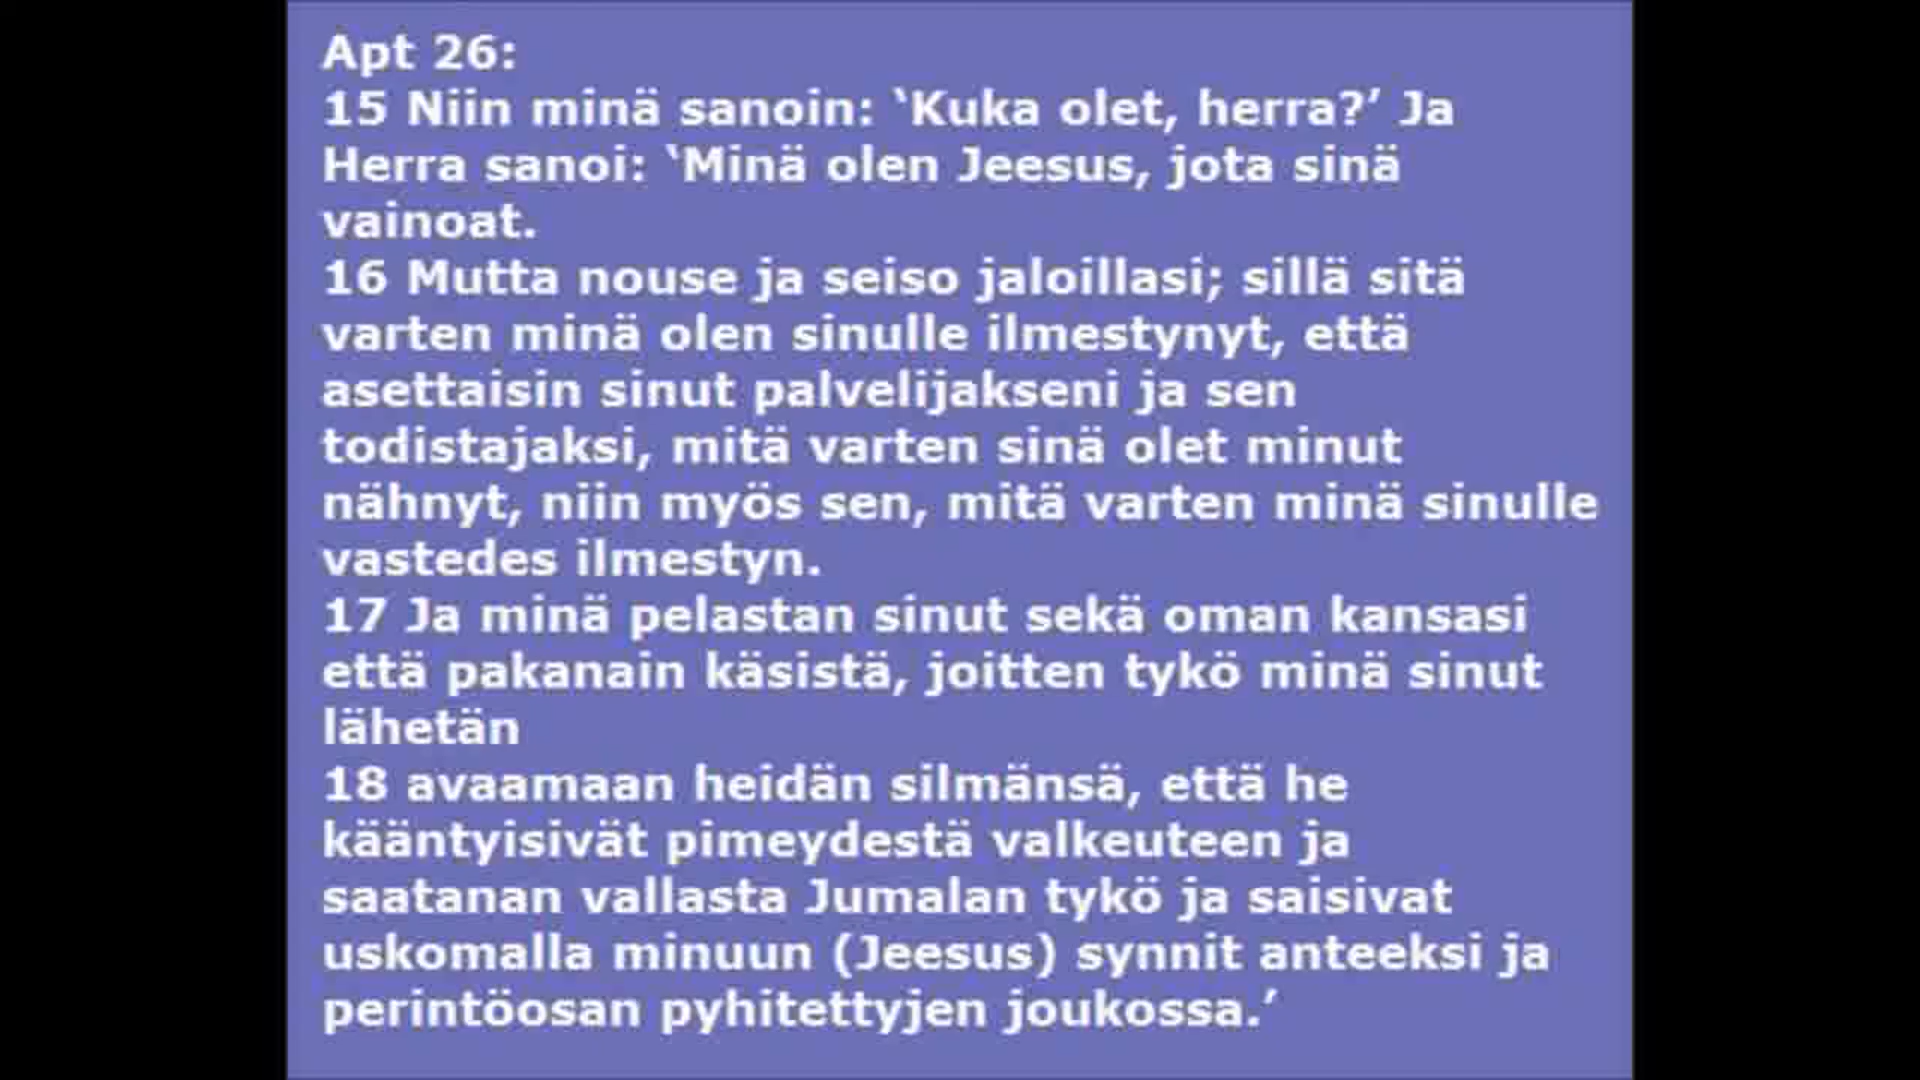 Apt 26:
15 Niin minä sanoin: ‘Kuka olet, herra?’ Ja
Herra sanoi: ‘Minä olen Jeesus, jota sinä
vainoat.
16 Mutta nouse ja seiso jaloillasi; sillä sitä
varten minä olen sinulle ilmestynyt, että
asettaisin sinut palvelijakseni ja sen
todistajaksi, mitä varten sinä olet minut
nähnyt, niin myös sen, mitä varten minä sinulle
vastedes ilmestyn.
17 Ja minä pelastan sinut sekä oman kansasi
että pakanain käsistä, joitten tykö minä sinut
lähetän
18 avaamaan heidän silmänsä, että he
kääntyisivät pimeydestä valkeuteen ja
saatanan vallasta Jumalan tykö ja saisivat
uskomalla minuun (Jeesus) synnit anteeksi ja
perintöosan pyhitettyjen joukossa.’